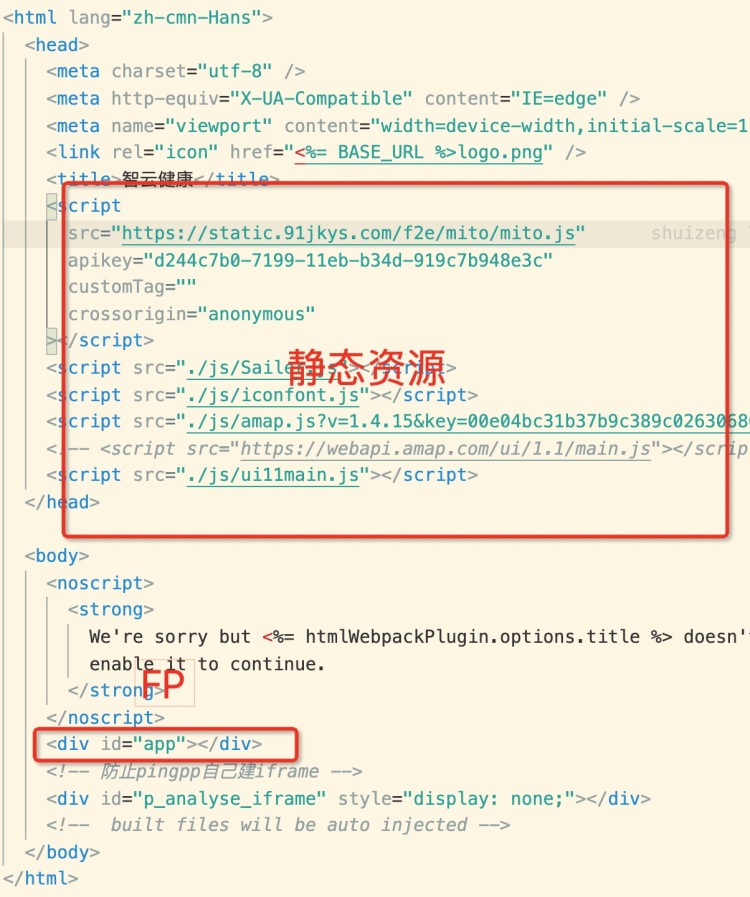 <html lang="zh-cmn-Hans">
<head>
<meta charset="utf-8" />
<meta http-equiv="X-UA-Compatible" content="IE=edge" />
<meta name="viewport" content="width=device-width,initial-scale=1
<link rel="icon" href="<%= BASE_URL %>logo.png" />
<title>智云健康</title>
<script
src="https://static.91jkys.com/f2e/mito/mito.js" shuizeng
apikey="d244c7b0-7199-11eb-b34d-919c7b948e3c"
customTag=""
crossorigin="anonymous"
></script>
静态资源
<script src="./js/Sailer.js"></script>
<script src="./js/iconfont.js"></script>
<script src="./js/amap.js?v=1.4.15&key=00e04bc31b37b9c389c0263068
<!-- <script src="https://webapi.amap.com/ui/1.1/main.js"></scrip
<script src="./js/ui11main.js"></script>
</head>
<body>
<noscript>
<strong>
We're sorry but <%= htmlWebpackPlugin.options.title %> doesn't
enable it to continue.
</strong>
FP
</noscript>
<div id="app"></div>
<!-- 防止pingpp自己建iframe -->
<div id="p_analyse_iframe" style="display: none;"></div>
<!-- built files will be auto injected -->
</body>
</html>